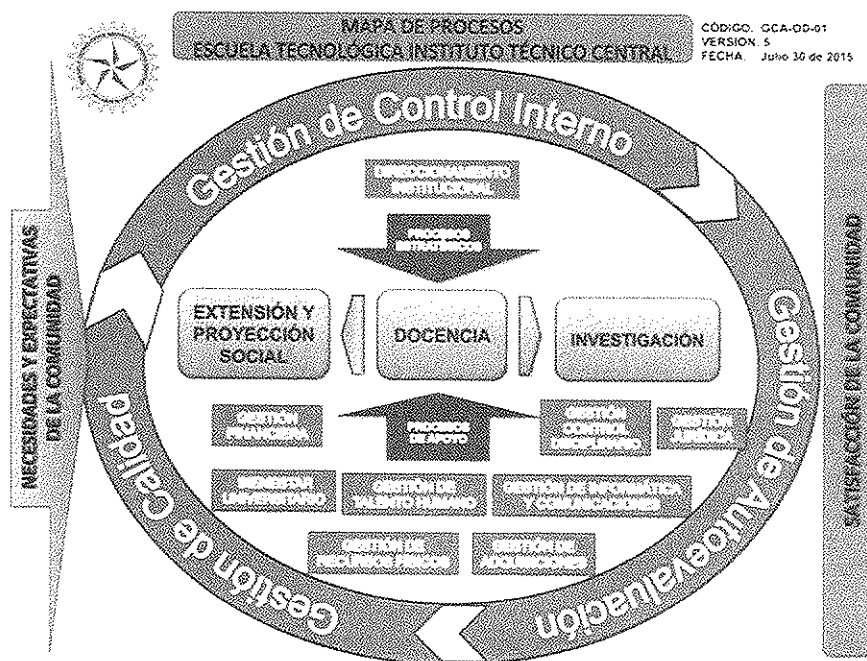 MAPA DE PROCESOS
ESCUELA TECNOLÓGICA INSTITUTO TÉCNICO CENTRAL
CÓDIGO: GCA-OD-01
VERSIÓN: 5
FECHA: Julio 30 de 2015
Gestión de Control Interno
DIRECCIONAMIENTO
INSTITUCIONAL
PROCESOS
NECESIDADES Y EXPECTATIVAS
DE LA COMUNIDAD
EXTENSIÓN Y
PROYECCIÓN
SOCIAL
DOCENCIA
INVESTIGACIÓN
SATISFACCIÓN DE LA COMUNIDAD
GESTIÓN
FINANCIERA
PROCESOS
DE APOYO
GESTIÓN
CONTROL
GESTIÓN
JURÍDICA
BIENESTAR
UNIVERSITARIO
GESTIÓN DE
TALENTO HUMANO
GESTIÓN DE INFORMÁTICA
Y COMUNICACIONES
GESTIÓN DE
RECURSOS FÍSICOS
GESTIÓN DE
ADQUISICIONES
Gestión de Calidad
Gestión de Autoevaluación